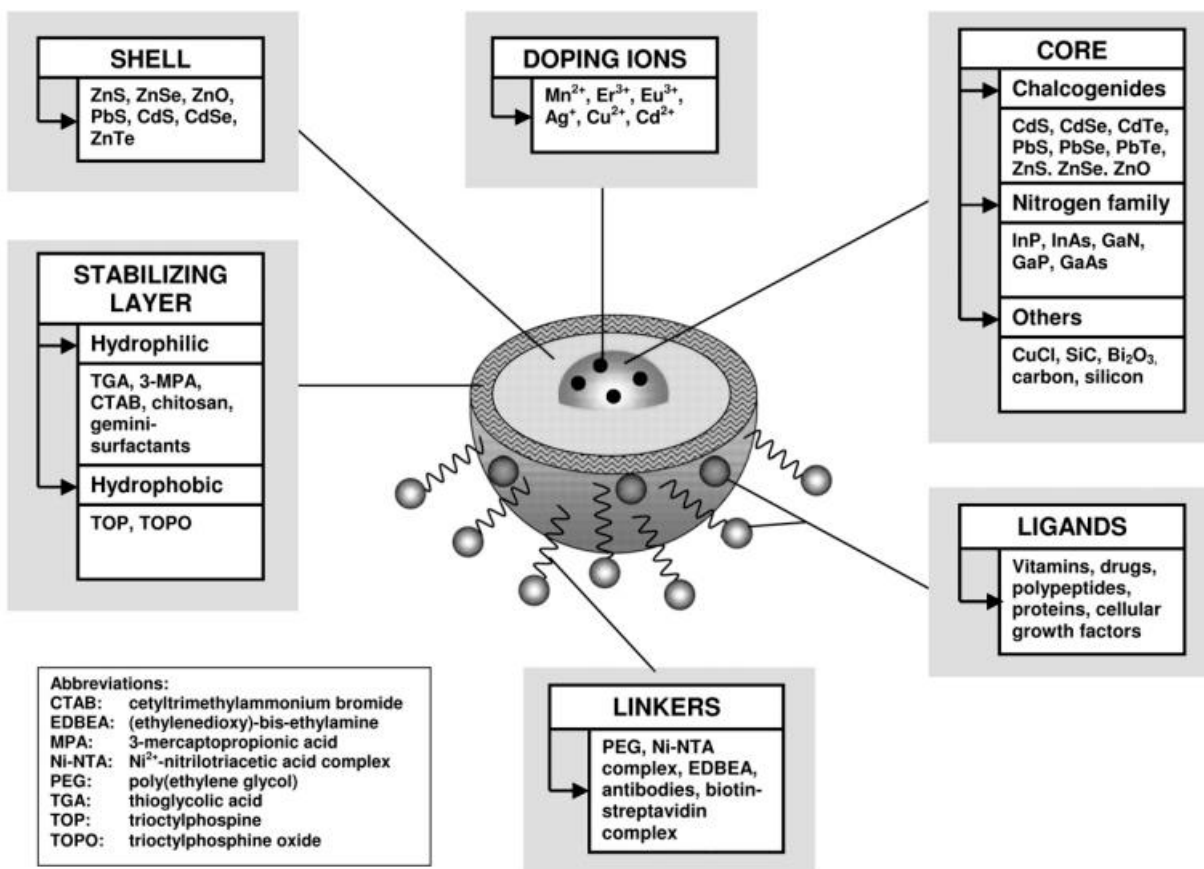 SHELL
ZnS, ZnSe, ZnO,
PbS, CdS, CdSe,
ZnTe
DOPING IONS
Mn²⁺, Er³⁺, Eu³⁺,
Ag⁺, Cu²⁺, Cd²⁺
CORE
Chalcogenides
CdS, CdSe, CdTe,
PbS, PbSe, PbTe,
ZnS, ZnSe, ZnO
Nitrogen family
InP, InAs, GaN,
GaP, GaAs
Others
CuCl, SiC, Bi₂O₃,
carbon, silicon
STABILIZING
LAYER
Hydrophilic
TGA, 3-MPA,
CTAB, chitosan,
gemini-
surfactants
Hydrophobic
TOP, TOPO
LIGANDS
Vitamins, drugs,
polypeptides,
proteins, cellular
growth factors
LINKERS
PEG, Ni-NTA
complex, EDBEA,
antibodies, biotin-
streptavidin
complex
Abbreviations:
CTAB: cetyltrimethylammonium bromide
EDBEA: (ethylenedioxy)-bis-ethylamine
MPA: 3-mercaptopropionic acid
Ni-NTA: Ni²⁺-nitrilotriacetic acid complex
PEG: poly(ethylene glycol)
TGA: thioglycolic acid
TOP: trioctylphospine
TOPO: trioctylphosphine oxide